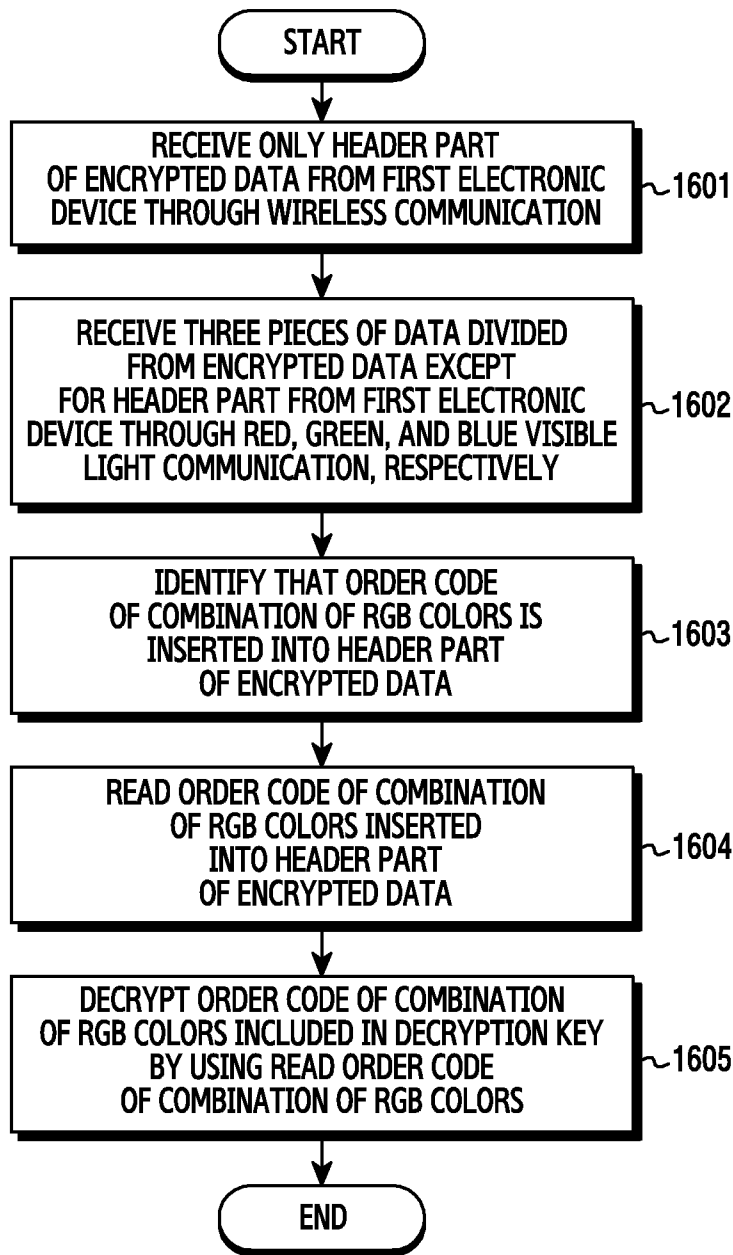 START
RECEIVE ONLY HEADER PART
OF ENCRYPTED DATA FROM FIRST ELECTRONIC
DEVICE THROUGH WIRELESS COMMUNICATION
1601
RECEIVE THREE PIECES OF DATA DIVIDED
FROM ENCRYPTED DATA EXCEPT
FOR HEADER PART FROM FIRST ELECTRONIC
DEVICE THROUGH RED, GREEN, AND BLUE VISIBLE
LIGHT COMMUNICATION, RESPECTIVELY
1602
IDENTIFY THAT ORDER CODE
OF COMBINATION OF RGB COLORS IS
INSERTED INTO HEADER PART
OF ENCRYPTED DATA
1603
READ ORDER CODE OF COMBINATION
OF RGB COLORS INSERTED
INTO HEADER PART
OF ENCRYPTED DATA
1604
DECRYPT ORDER CODE OF COMBINATION
OF RGB COLORS INCLUDED IN DECRYPTION KEY
BY USING READ ORDER CODE
OF COMBINATION OF RGB COLORS
1605
END